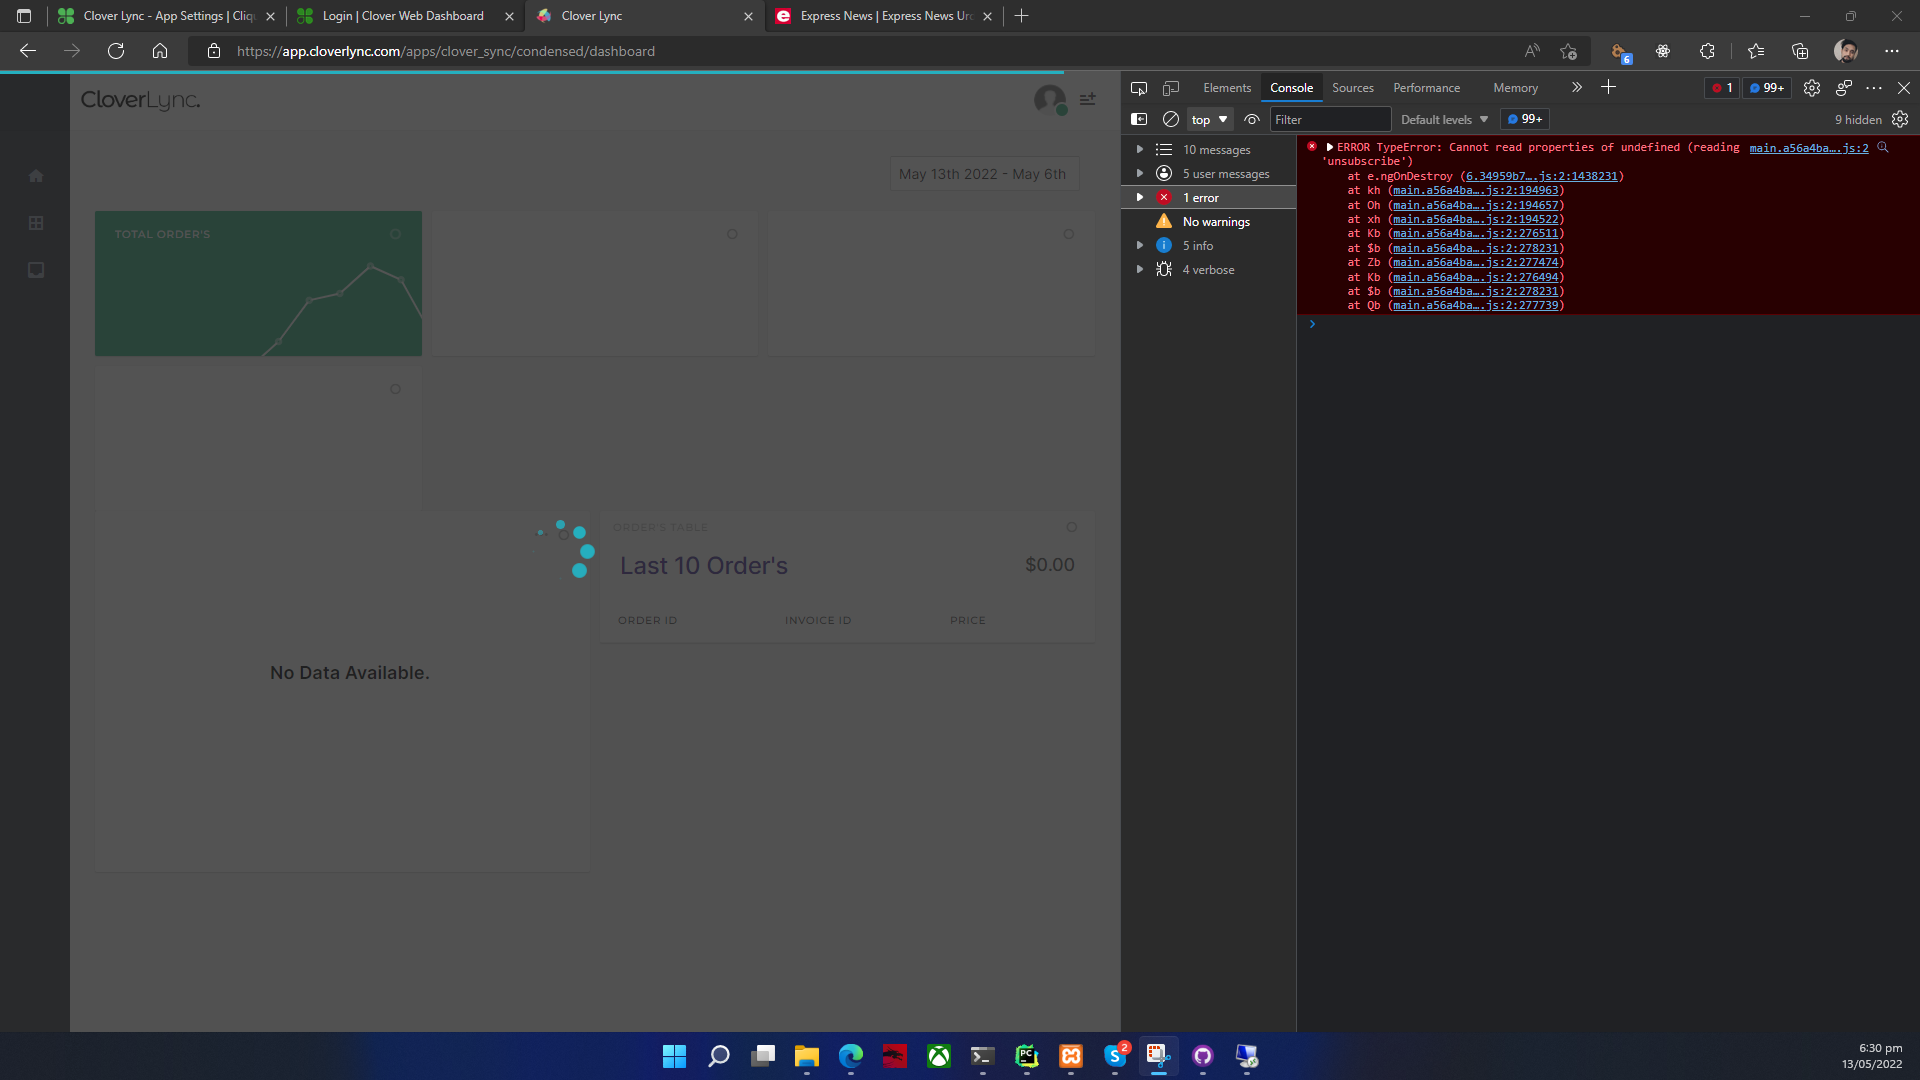 Clover Lync - App Settings | Cliqu
Login | Clover Web Dashboard
Clover Lync
Express News | Express News Urd
https://app.cloverlync.com/apps/clover_sync/condensed/dashboard
6
CloverLync.
May 13th 2022 - May 6th
TOTAL ORDER'S
ORDER'S TABLE
Last 10 Order's
$0.00
ORDER ID
INVOICE ID
PRICE
No Data Available.
Elements
Console
Sources
Performance
Memory
1
99+
top
Filter
Default levels
99+
9 hidden
10 messages
5 user messages
1 error
No warnings
5 info
4 verbose
ERROR TypeError: Cannot read properties of undefined (reading main.a56a4ba….js:2
'unsubscribe')
at e.ngOnDestroy (6.34959b7….js:2:1438231)
at kh (main.a56a4ba….js:2:194963)
at Oh (main.a56a4ba….js:2:194657)
at xh (main.a56a4ba….js:2:194522)
at Kb (main.a56a4ba….js:2:276511)
at $b (main.a56a4ba….js:2:278231)
at Zb (main.a56a4ba….js:2:277474)
at Kb (main.a56a4ba….js:2:276494)
at $b (main.a56a4ba….js:2:278231)
at Qb (main.a56a4ba….js:2:277739)
PC
S
2
6:30 pm
13/05/2022